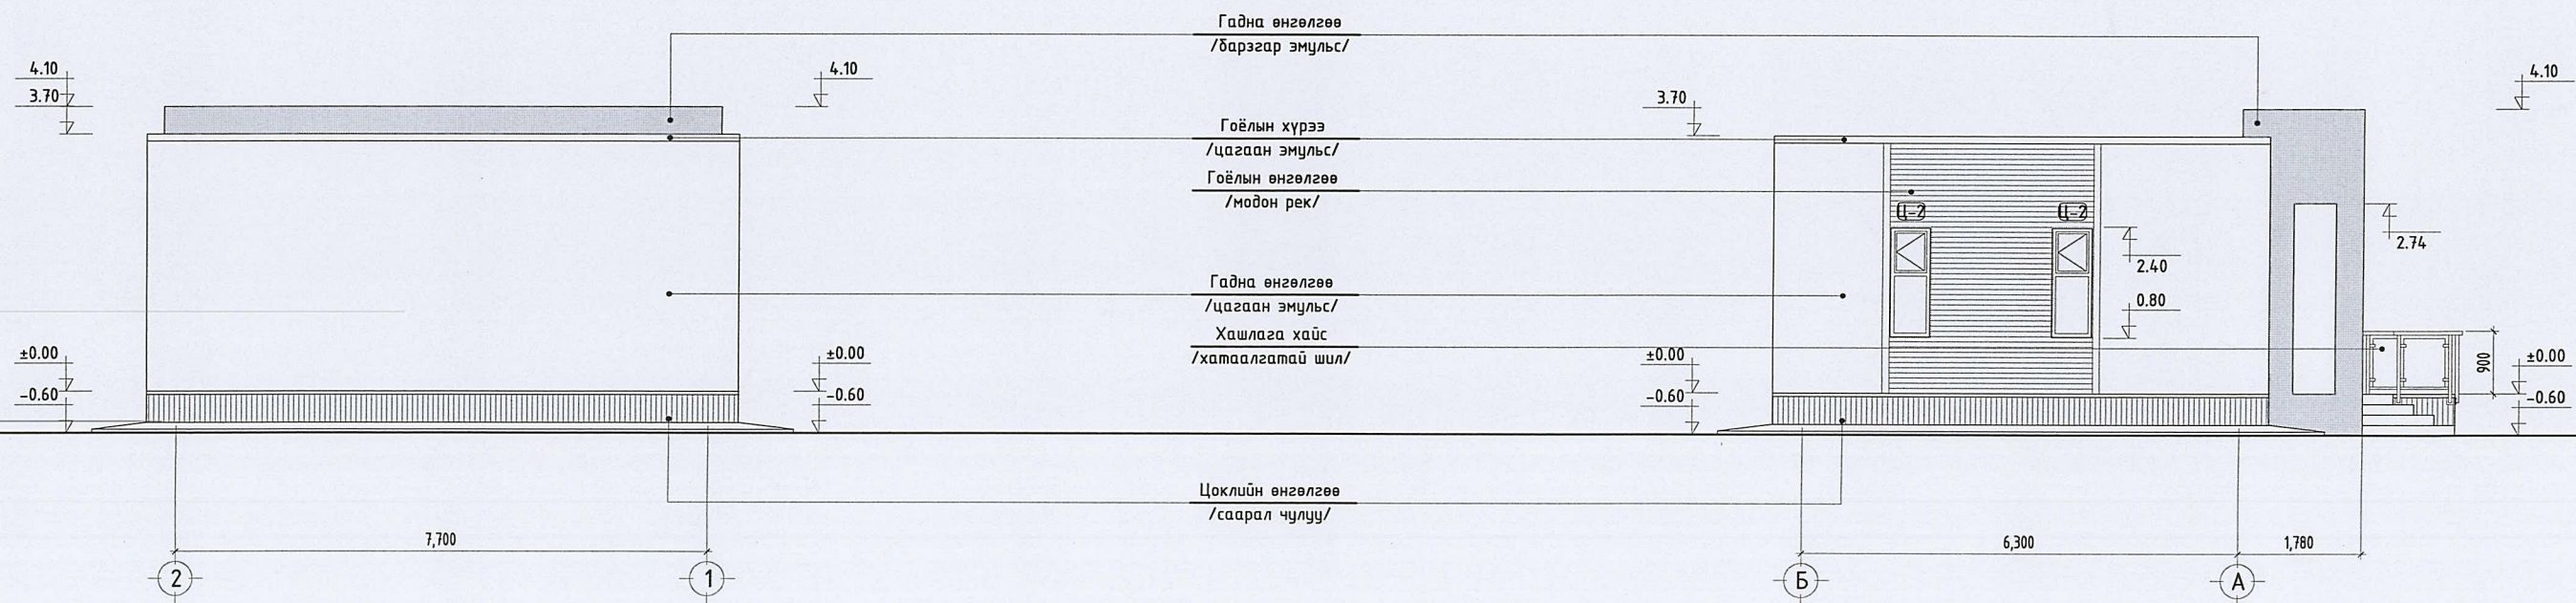 Гадна өнгөлгөө
/барзгар эмульс/
4.10
3.70
4.10
3.70
4.10
Гоёлын хүрээ
/цагаан эмульс/
Гоёлын өнгөлгөө
/модон рек/
Ц-2
Ц-2
2.74
2.40
0.80
Гадна өнгөлгөө
/цагаан эмульс/
Хашлага хайс
/хатаалгатай шил/
±0.00
-0.60
±0.00
-0.60
±0.00
-0.60
900
±0.00
-0.60
Цоклийн өнгөлгөө
/саарал чулуу/
7,700
6,300
1,780
2
1
Б
А